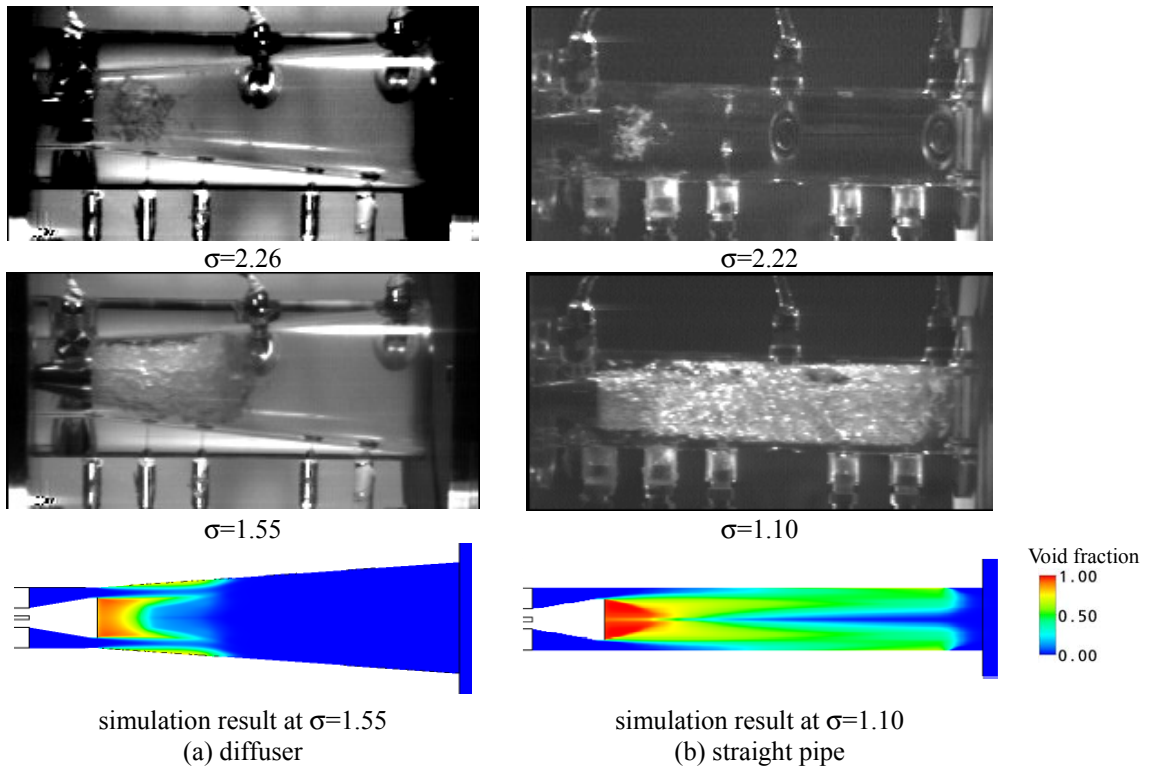 σ=2.26
σ=2.22
σ=1.55
σ=1.10
Void fraction
1.00
0.50
0.00
simulation result at σ=1.55
(a) diffuser
simulation result at σ=1.10
(b) straight pipe